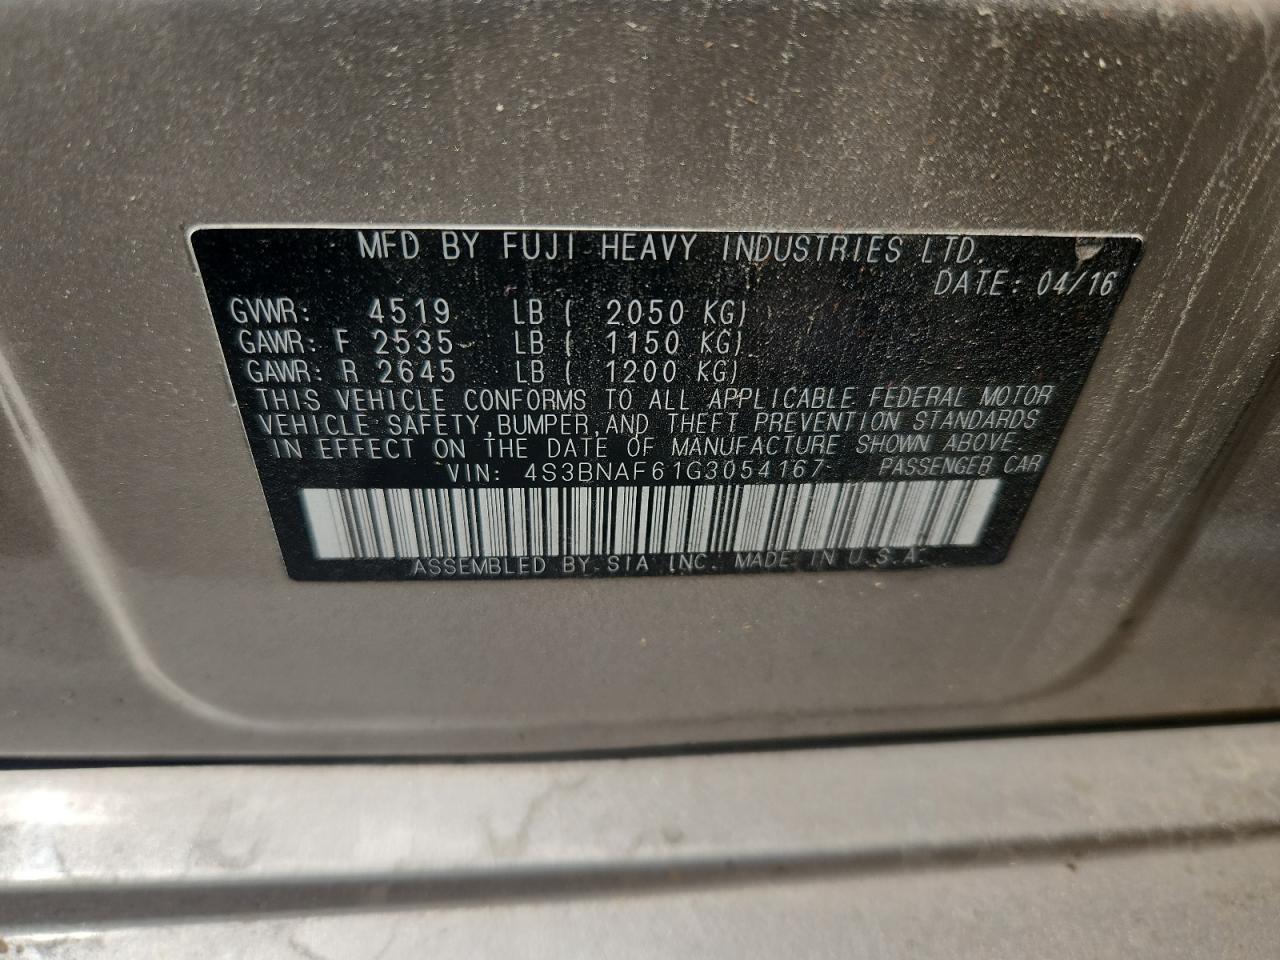 MFD BY FUJI HEAVY INDUSTRIES LTD.
DATE: 04/16
GVWR: 4519 LB ( 2050 KG)
GAWR: F 2535 LB ( 1150 KG)
GAWR: R 2645 LB ( 1200 KG)
THIS VEHICLE CONFORMS TO ALL APPLICABLE FEDERAL MOTOR
VEHICLE SAFETY,BUMPER,AND THEFT PREVENTION STANDARDS
IN EFFECT ON THE DATE OF MANUFACTURE SHOWN ABOVE
VIN: 4S3BNAF61G3054167 PASSENGER CAR
ASSEMBLED BY SIA INC. MADE IN U.S.A.